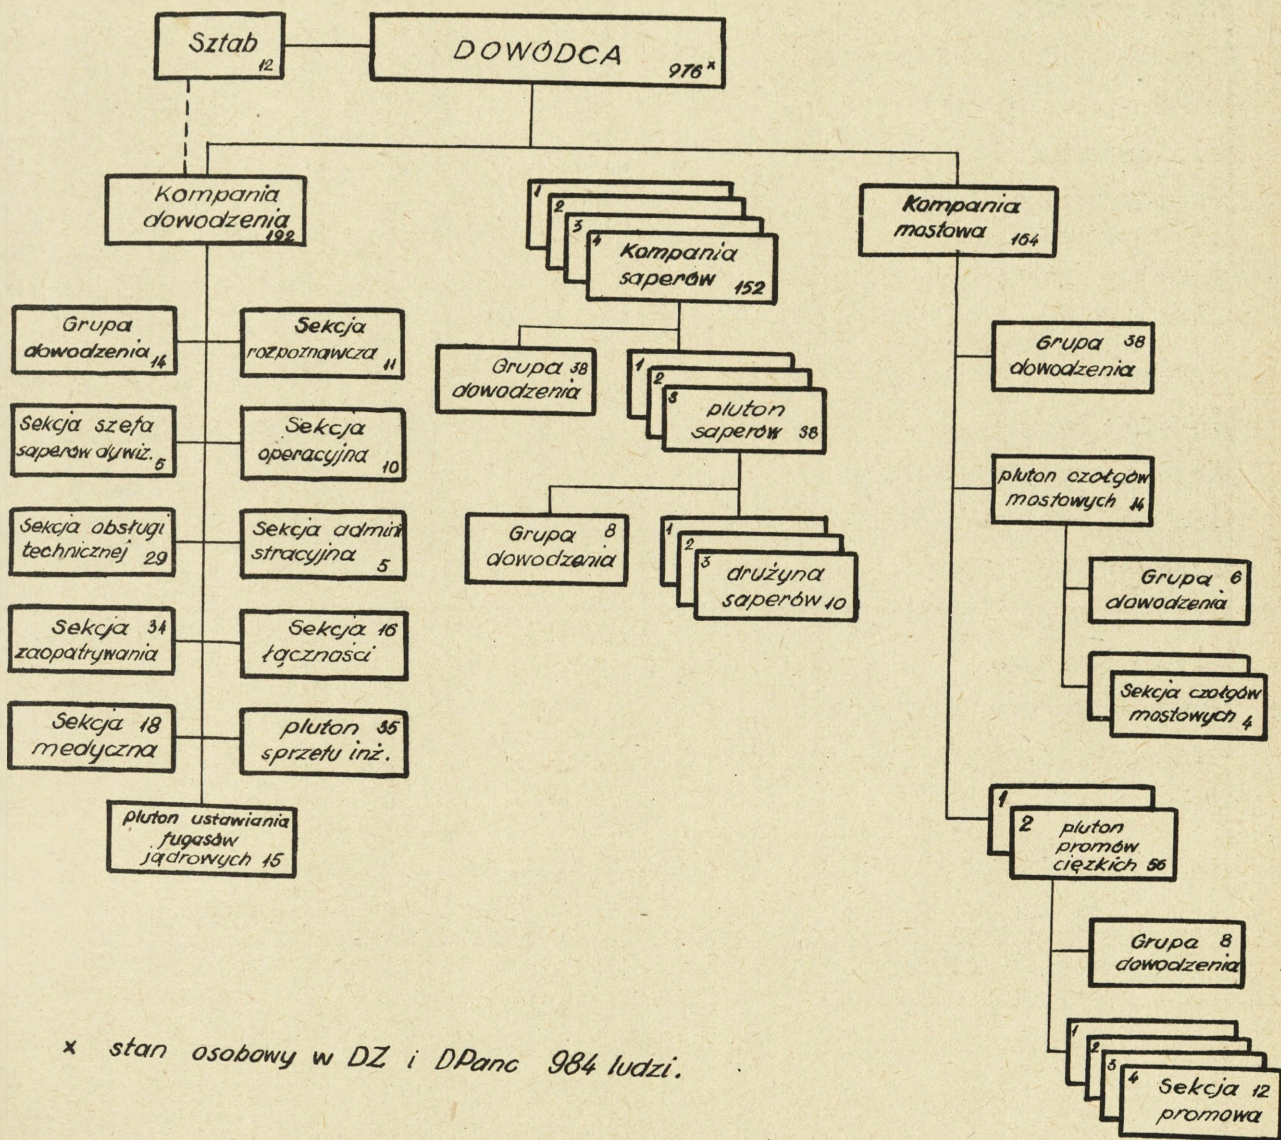 Sztab
12
DOWÓDCA
976 x
Kompania
dowodzenia
192
1
2
3
4
Kompania
saperów 152
Kompania
mostowa 164
Grupa
dowodzenia 14
Sekcja
rozpoznawcza 11
Sekcja szefa
saperów dywiz. 5
Sekcja
operacyjna 10
Sekcja obsługi
technicznej 29
Sekcja admini
stracyjna 5
Sekcja 34
zaopatrywania
Sekcja 16
łączności
Sekcja 18
medyczna
pluton 35
sprzętu inż.
pluton ustawiania
fugasów
jądrowych 15
Grupa 38
dowodzenia
1
2
3
pluton
saperów 38
Grupa 8
dowodzenia
1
2
3
drużyna
saperów 10
Grupa 38
dowodzenia
pluton czołgów
mostowych 14
Grupa 6
dowodzenia
Sekcja czołgów
mostowych 4
1
2
pluton
promów
ciężkich 56
Grupa 8
dowodzenia
1
2
3
4
Sekcja 12
promowa
x stan osobowy w DZ i DPanc 984 ludzi.